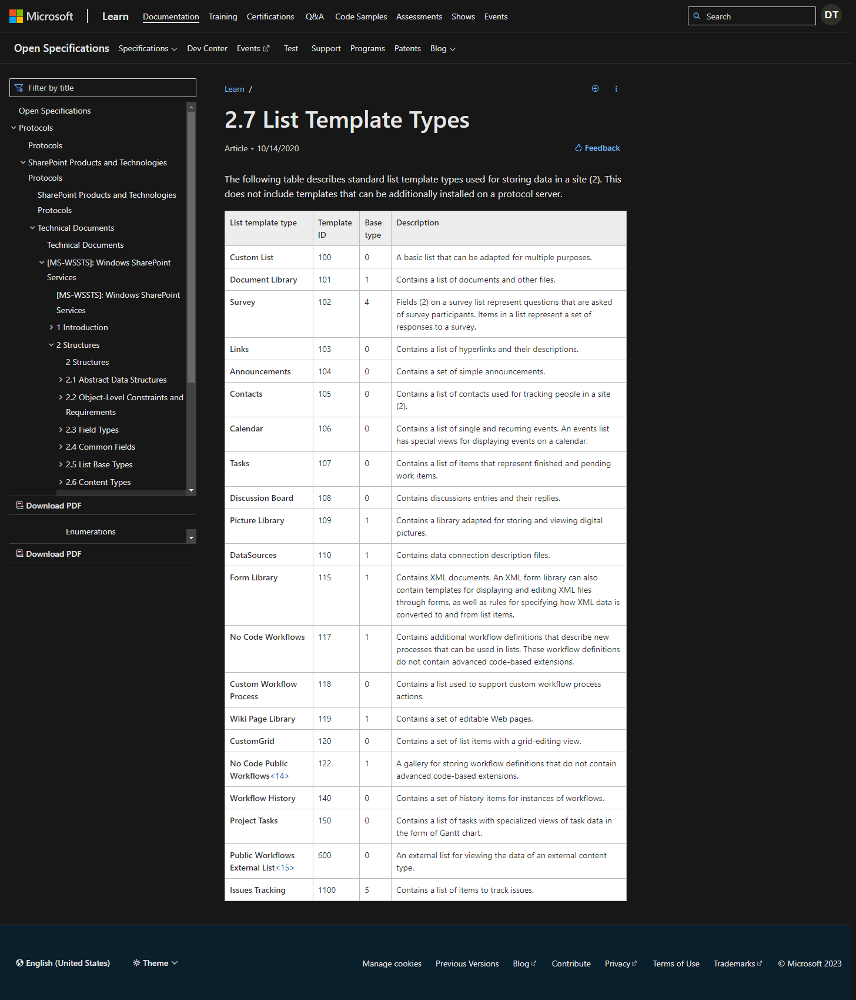 Microsoft
Learn
Documentation
Training
Certifications
Q&A
Code Samples
Assessments
Shows
Events
Search
DT
Open Specifications
Specifications
Dev Center
Events
Test
Support
Programs
Patents
Blog
Filter by title
Open Specifications
Protocols
Protocols
SharePoint Products and Technologies
Protocols
SharePoint Products and Technologies
Protocols
Technical Documents
Technical Documents
[MS-WSSTS]: Windows SharePoint
Services
[MS-WSSTS]: Windows SharePoint
Services
1 Introduction
2 Structures
2 Structures
2.1 Abstract Data Structures
2.2 Object-Level Constraints and
Requirements
2.3 Field Types
2.4 Common Fields
2.5 List Base Types
2.6 Content Types
Download PDF
Enumerations
Download PDF
Learn /
2.7 List Template Types
Article • 10/14/2020
Feedback
The following table describes standard list template types used for storing data in a site (2). This
does not include templates that can be additionally installed on a protocol server.
List template type
Template
ID
Base
type
Description
Custom List 100 0 A basic list that can be adapted for multiple purposes.
Document Library 101 1 Contains a list of documents and other files.
Survey 102 4 Fields (2) on a survey list represent questions that are asked
of survey participants. Items in a list represent a set of
responses to a survey.
Links 103 0 Contains a list of hyperlinks and their descriptions.
Announcements 104 0 Contains a set of simple announcements.
Contacts 105 0 Contains a list of contacts used for tracking people in a site
(2).
Calendar 106 0 Contains a list of single and recurring events. An events list
has special views for displaying events on a calendar.
Tasks 107 0 Contains a list of items that represent finished and pending
work items.
Discussion Board 108 0 Contains discussions entries and their replies.
Picture Library 109 1 Contains a library adapted for storing and viewing digital
pictures.
DataSources 110 1 Contains data connection description files.
Form Library 115 1 Contains XML documents. An XML form library can also
contain templates for displaying and editing XML files
through forms, as well as rules for specifying how XML data is
converted to and from list items.
No Code Workflows 117 1 Contains additional workflow definitions that describe new
processes that can be used in lists. These workflow definitions
do not contain advanced code-based extensions.
Custom Workflow
Process
118 0 Contains a list used to support custom workflow process
actions.
Wiki Page Library 119 1 Contains a set of editable Web pages.
CustomGrid 120 0 Contains a set of list items with a grid-editing view.
No Code Public
Workflows<14>
122 1 A gallery for storing workflow definitions that do not contain
advanced code-based extensions.
Workflow History 140 0 Contains a set of history items for instances of workflows.
Project Tasks 150 0 Contains a list of tasks with specialized views of task data in
the form of Gantt chart.
Public Workflows
External List<15>
600 0 An external list for viewing the data of an external content
type.
Issues Tracking 1100 5 Contains a list of items to track issues.
English (United States)
Theme
Manage cookies
Previous Versions
Blog
Contribute
Privacy
Terms of Use
Trademarks
© Microsoft 2023